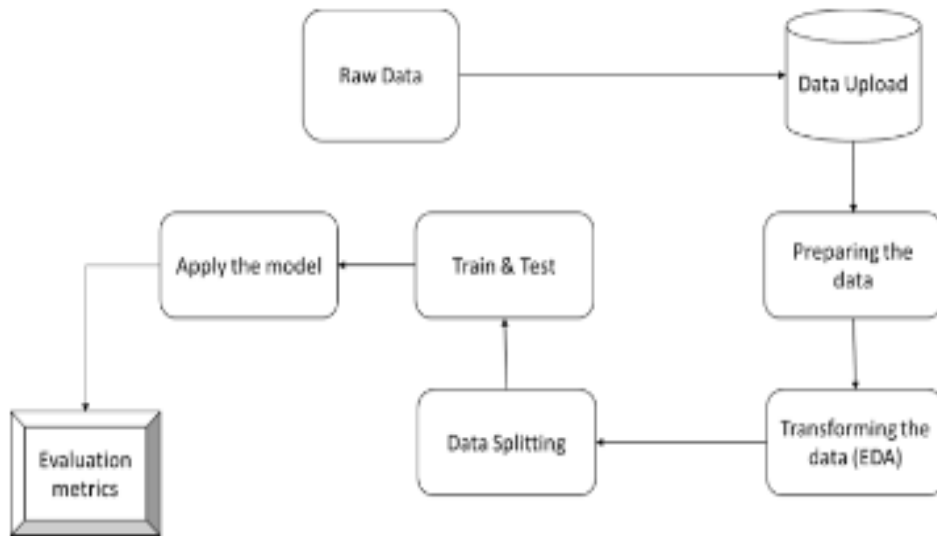 Raw Data
Data Upload
Preparing the
data
Transforming the
data (EDA)
Data Splitting
Train & Test
Apply the model
Evaluation
metrics